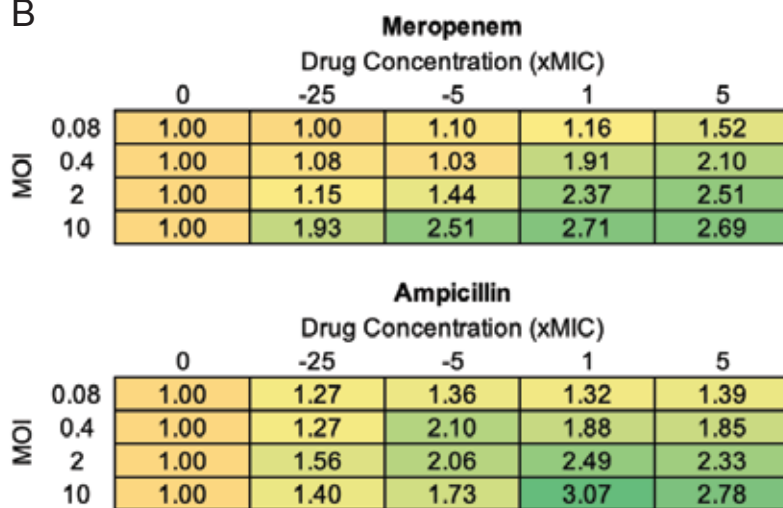 B
Meropenem
Drug Concentration (xMIC)
0 -25 -5 1 5
MOI
0.08 1.00 1.00 1.10 1.16 1.52
0.4 1.00 1.08 1.03 1.91 2.10
2 1.00 1.15 1.44 2.37 2.51
10 1.00 1.93 2.51 2.71 2.69
Ampicillin
Drug Concentration (xMIC)
0 -25 -5 1 5
MOI
0.08 1.00 1.27 1.36 1.32 1.39
0.4 1.00 1.27 2.10 1.88 1.85
2 1.00 1.56 2.06 2.49 2.33
10 1.00 1.40 1.73 3.07 2.78